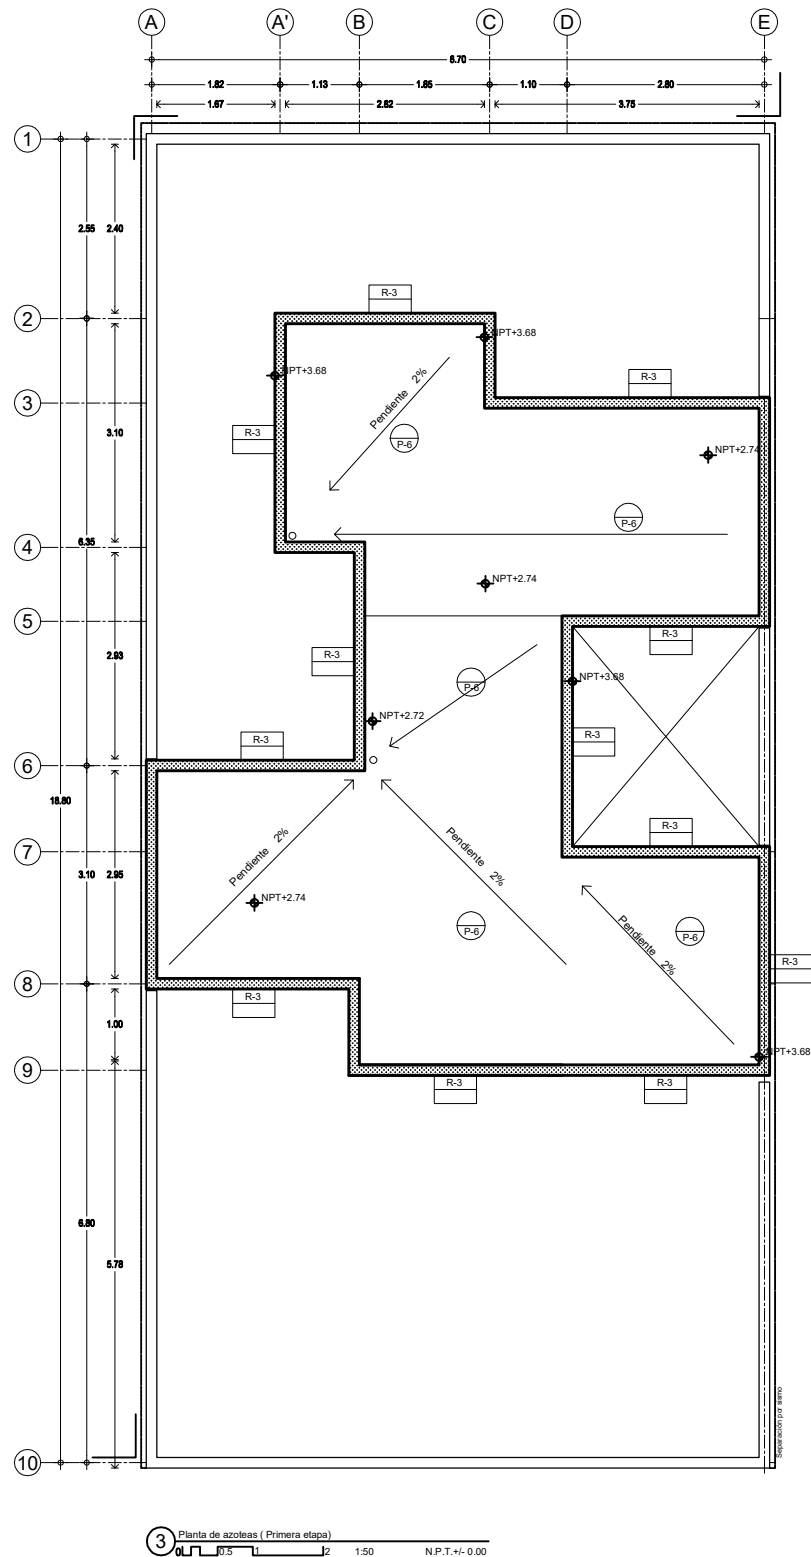 A A' B C D E
8.70
1.82 1.13 1.85 1.10 2.80
1.67 2.82 3.75
1
2.55 2.40
R-3
2
NPT+3.68
NPT+3.68
R-3
Pendiente 2%
3
R-3
3.10
P-6
NPT+2.74
P-6
4
6.35
NPT+2.74
5
R-3
R-3
2.93
P-6
NPT+3.68
NPT+2.72
R-3
R-3
6
18.80
R-3
Pendiente 2%
Pendiente 2%
7
3.10 2.95
NPT+2.74
P-6
Pendiente 2%
P-6
R-3
8
R-3
1.00
NPT+3.68
9
R-3
R-3
6.80
5.78
Separación por sismo
10
3
Planta de azoteas ( Primera etapa)
0 0.5 1 2 1:50 N.P.T.+/- 0.00